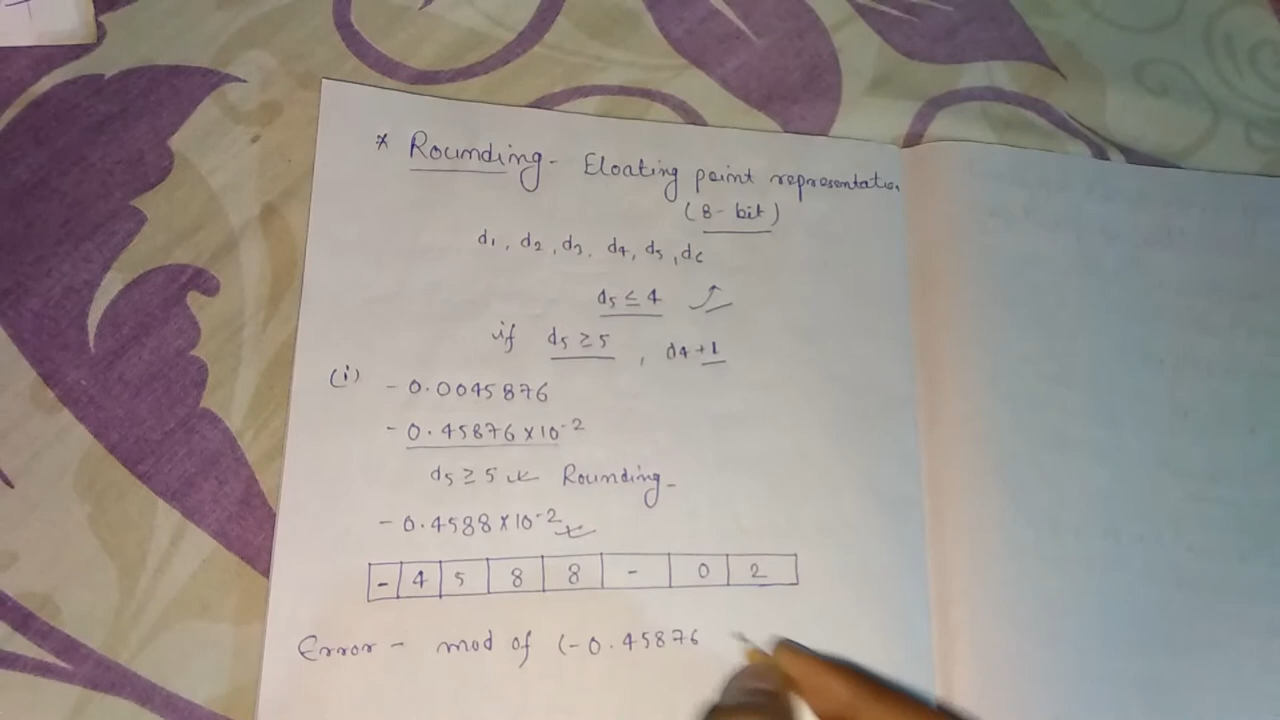 * Rounding - Eloating point representation
(8-bit)
d1, d2, d3, d4, d5, d6
d5 ≤ 4
if d5 ≥ 5, d4+1
(i) -0.0045876
-0.45876 × 10^-2
d5 ≥ 5 Rounding -
-0.4588 × 10^-2
- 4 5 8 8 - 0 2
Error - mod of (-0.45876